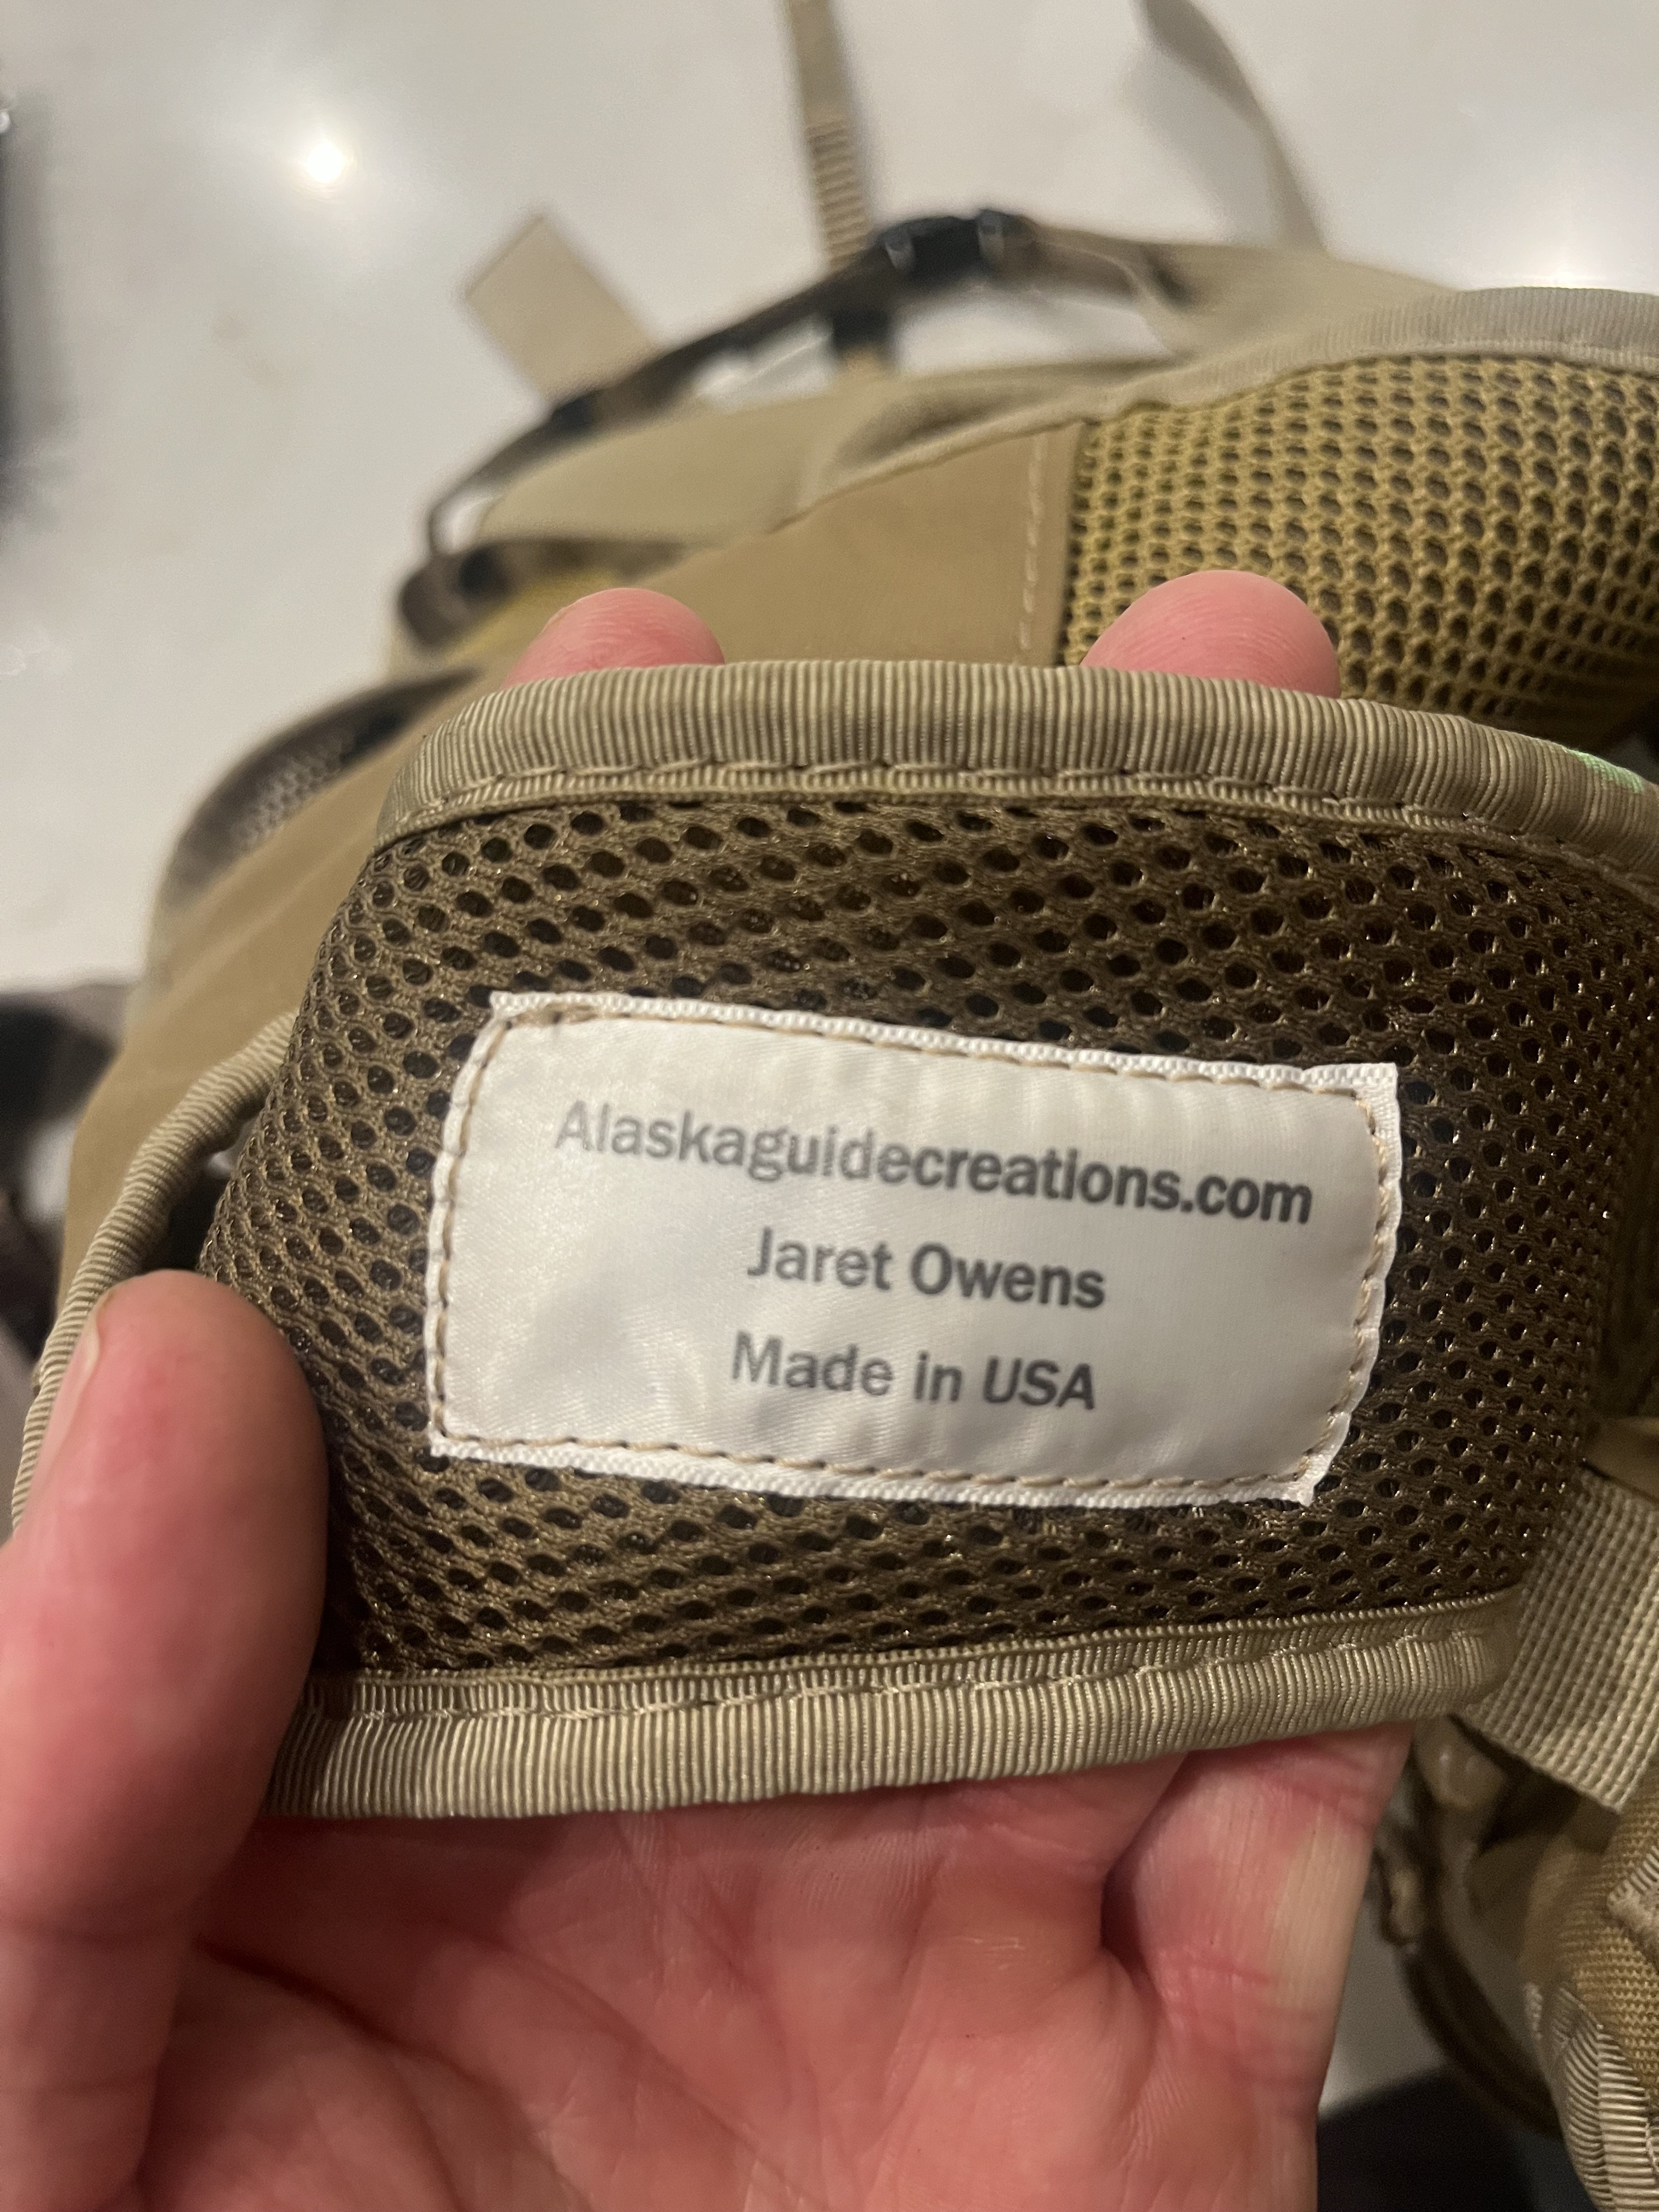 Alaskaguidecreations.com
Jaret Owens
Made in USA